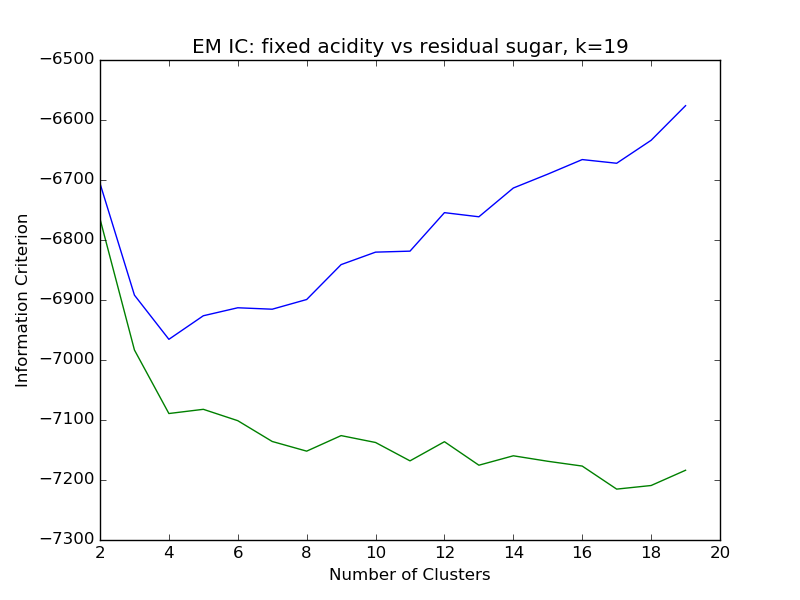 EM IC: fixed acidity vs residual sugar, k=19
−6500
−6600
−6700
−6800
−6900
−7000
−7100
−7200
−7300
Information Criterion
2 4 6 8 10 12 14 16 18 20
Number of Clusters